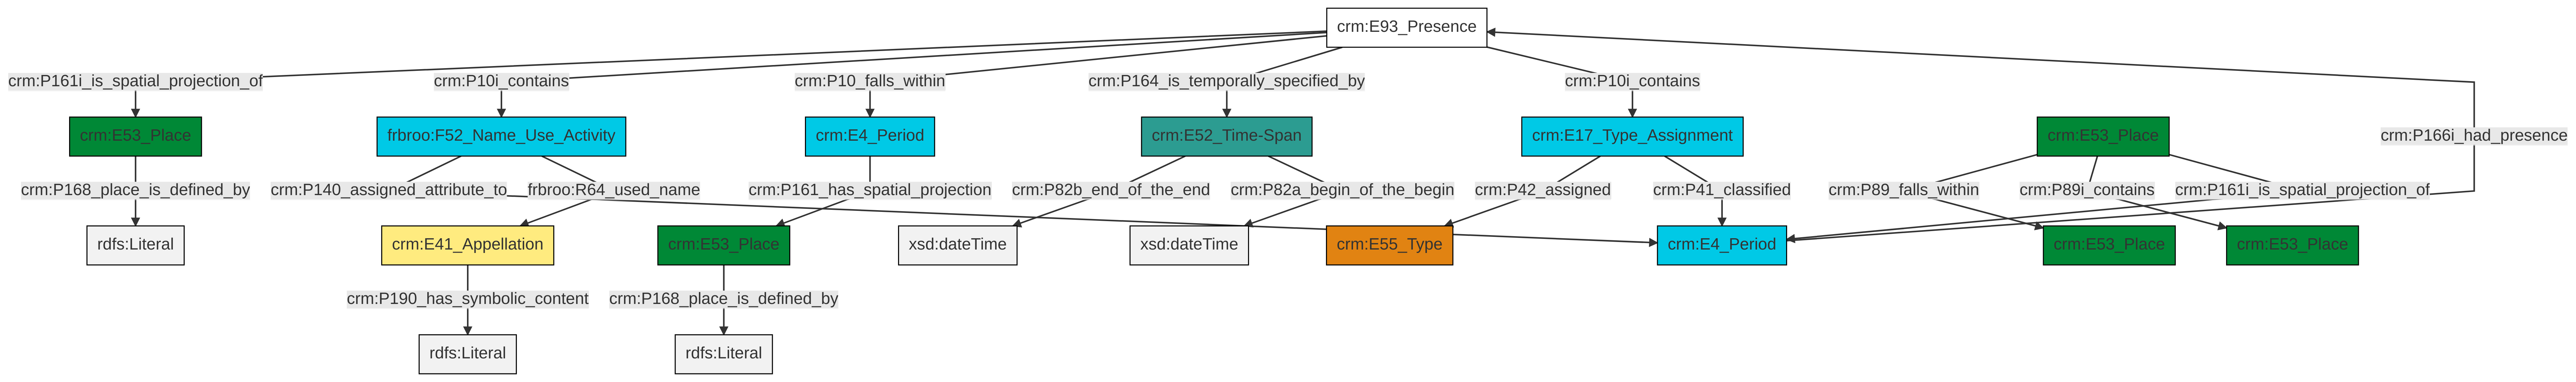 crm:E93_Presence
crm:P161i_is_spatial_projection_of
crm:P10i_contains
crm:P10_falls_within
crm:P164_is_temporally_specified_by
crm:P10i_contains
crm:E53_Place
frbroo:F52_Name_Use_Activity
crm:E4_Period
crm:E52_Time-Span
crm:E17_Type_Assignment
crm:E53_Place
crm:P166i_had_presence
crm:P168_place_is_defined_by
crm:P140_assigned_attribute_to
frbroo:R64_used_name
crm:P161_has_spatial_projection
crm:P82b_end_of_the_end
crm:P82a_begin_of_the_begin
crm:P42_assigned
crm:P41_classified
crm:P89_falls_within
crm:P89i_contains
crm:P161i_is_spatial_projection_of
rdfs:Literal
crm:E41_Appellation
crm:E53_Place
xsd:dateTime
xsd:dateTime
crm:E55_Type
crm:E4_Period
crm:E53_Place
crm:E53_Place
crm:P190_has_symbolic_content
crm:P168_place_is_defined_by
rdfs:Literal
rdfs:Literal